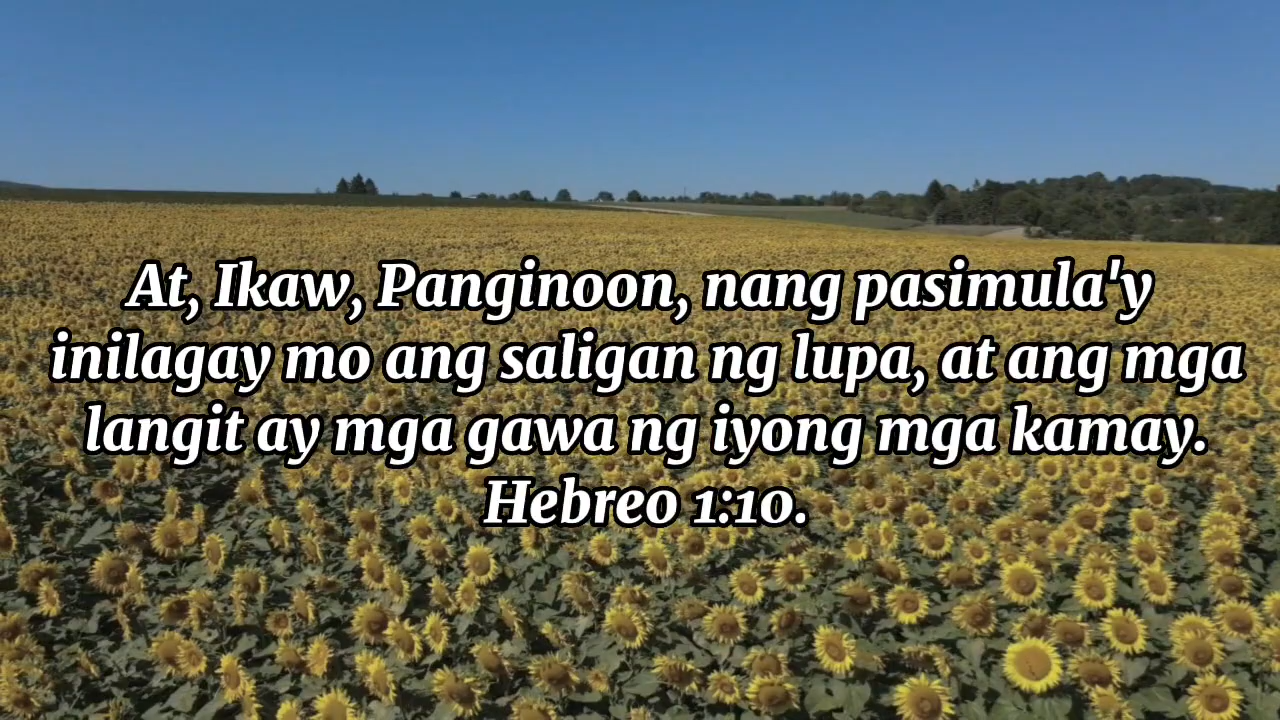 At, Ikaw, Panginoon, nang pasimula'y
inilagay mo ang saligan ng lupa, at ang mga
langit ay mga gawa ng iyong mga kamay.
Hebreo 1:10.